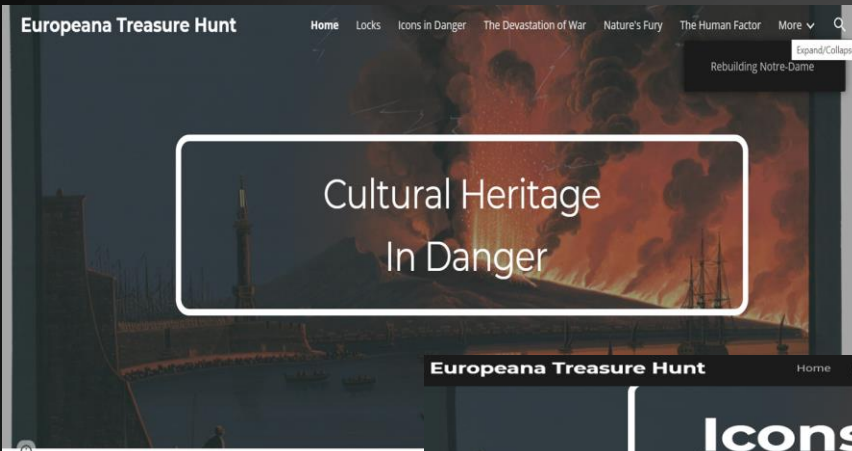 Europeana Treasure Hunt Home Locks Icons in Danger The Devastation of War Nature's Fury The Human Factor More
Expand/Collaps
Rebuilding Notre-Dame
Cultural Heritage
In Danger
Europeana Treasure Hunt Home
Icons